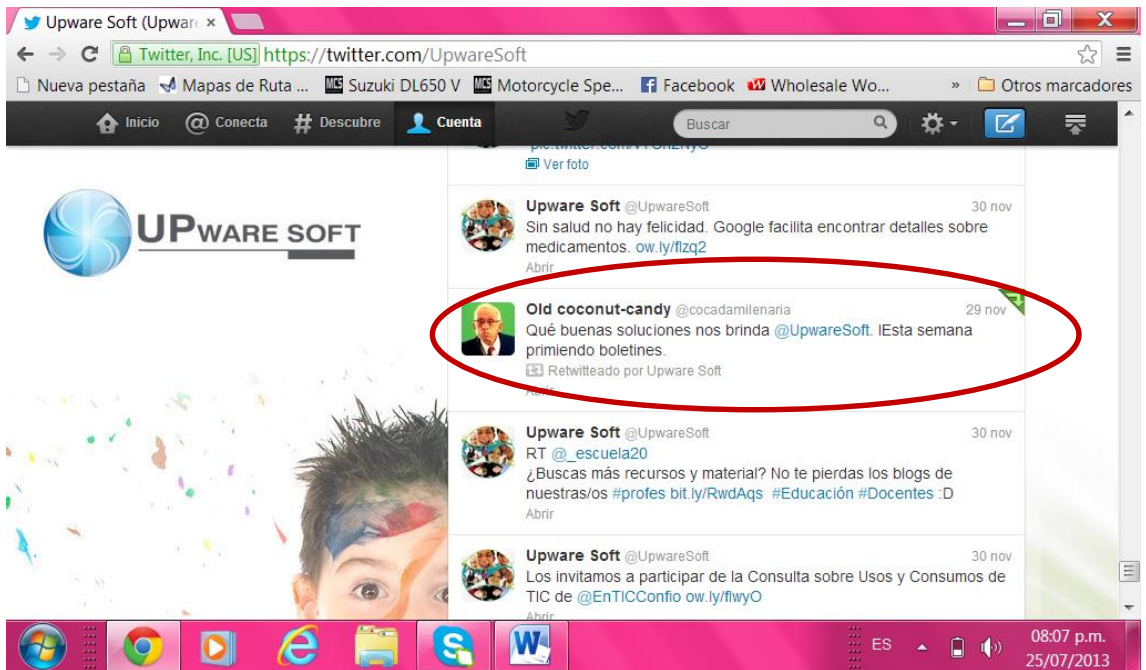 Upware Soft (Upware
Twitter, Inc. [US] https://twitter.com/UpwareSoft
Nueva pestaña Mapas de Ruta ... MCS Suzuki DL650 V MCS Motorcycle Spe... Facebook Wholesale Wo... » Otros marcadores
Inicio @ Conecta # Descubre Cuenta Buscar
Ver foto
UPWARE SOFT
Upware Soft @UpwareSoft 30 nov
Sin salud no hay felicidad. Google facilita encontrar detalles sobre
medicamentos. ow.ly/flzq2
Abrir
Old coconut-candy @cocadamilenaria 29 nov
Qué buenas soluciones nos brinda @UpwareSoft. lEsta semana
primiendo boletines.
Retwitteado por Upware Soft
Abrir
Upware Soft @UpwareSoft 30 nov
RT @_escuela20
¿Buscas más recursos y material? No te pierdas los blogs de
nuestras/os #profes bit.ly/RwdAqs #Educación #Docentes :D
Abrir
Upware Soft @UpwareSoft 30 nov
Los invitamos a participar de la Consulta sobre Usos y Consumos de
TIC de @EnTICConfio ow.ly/flwyO
Abrir
ES 08:07 p.m.
25/07/2013